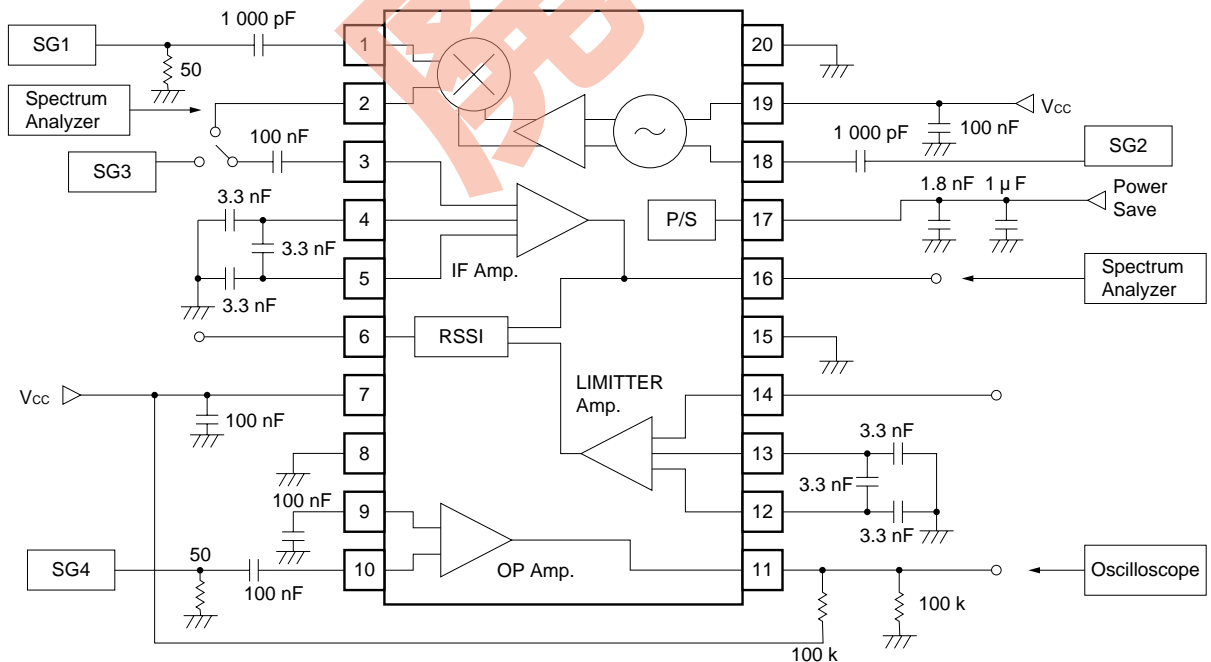 1 000 pF
SG1
1
20
50
Spectrum
Analyzer
2
19
VCC
100 nF
100 nF
1 000 pF
SG3
3
18
SG2
3.3 nF
1.8 nF
1 µ F
Power
Save
4
P/S
17
3.3 nF
5
IF Amp.
16
Spectrum
Analyzer
3.3 nF
6
RSSI
15
LIMITTER
Amp.
VCC
7
14
100 nF
3.3 nF
8
13
3.3 nF
100 nF
9
12
3.3 nF
50
SG4
10
OP Amp.
11
Oscilloscope
100 nF
100 k
100 k